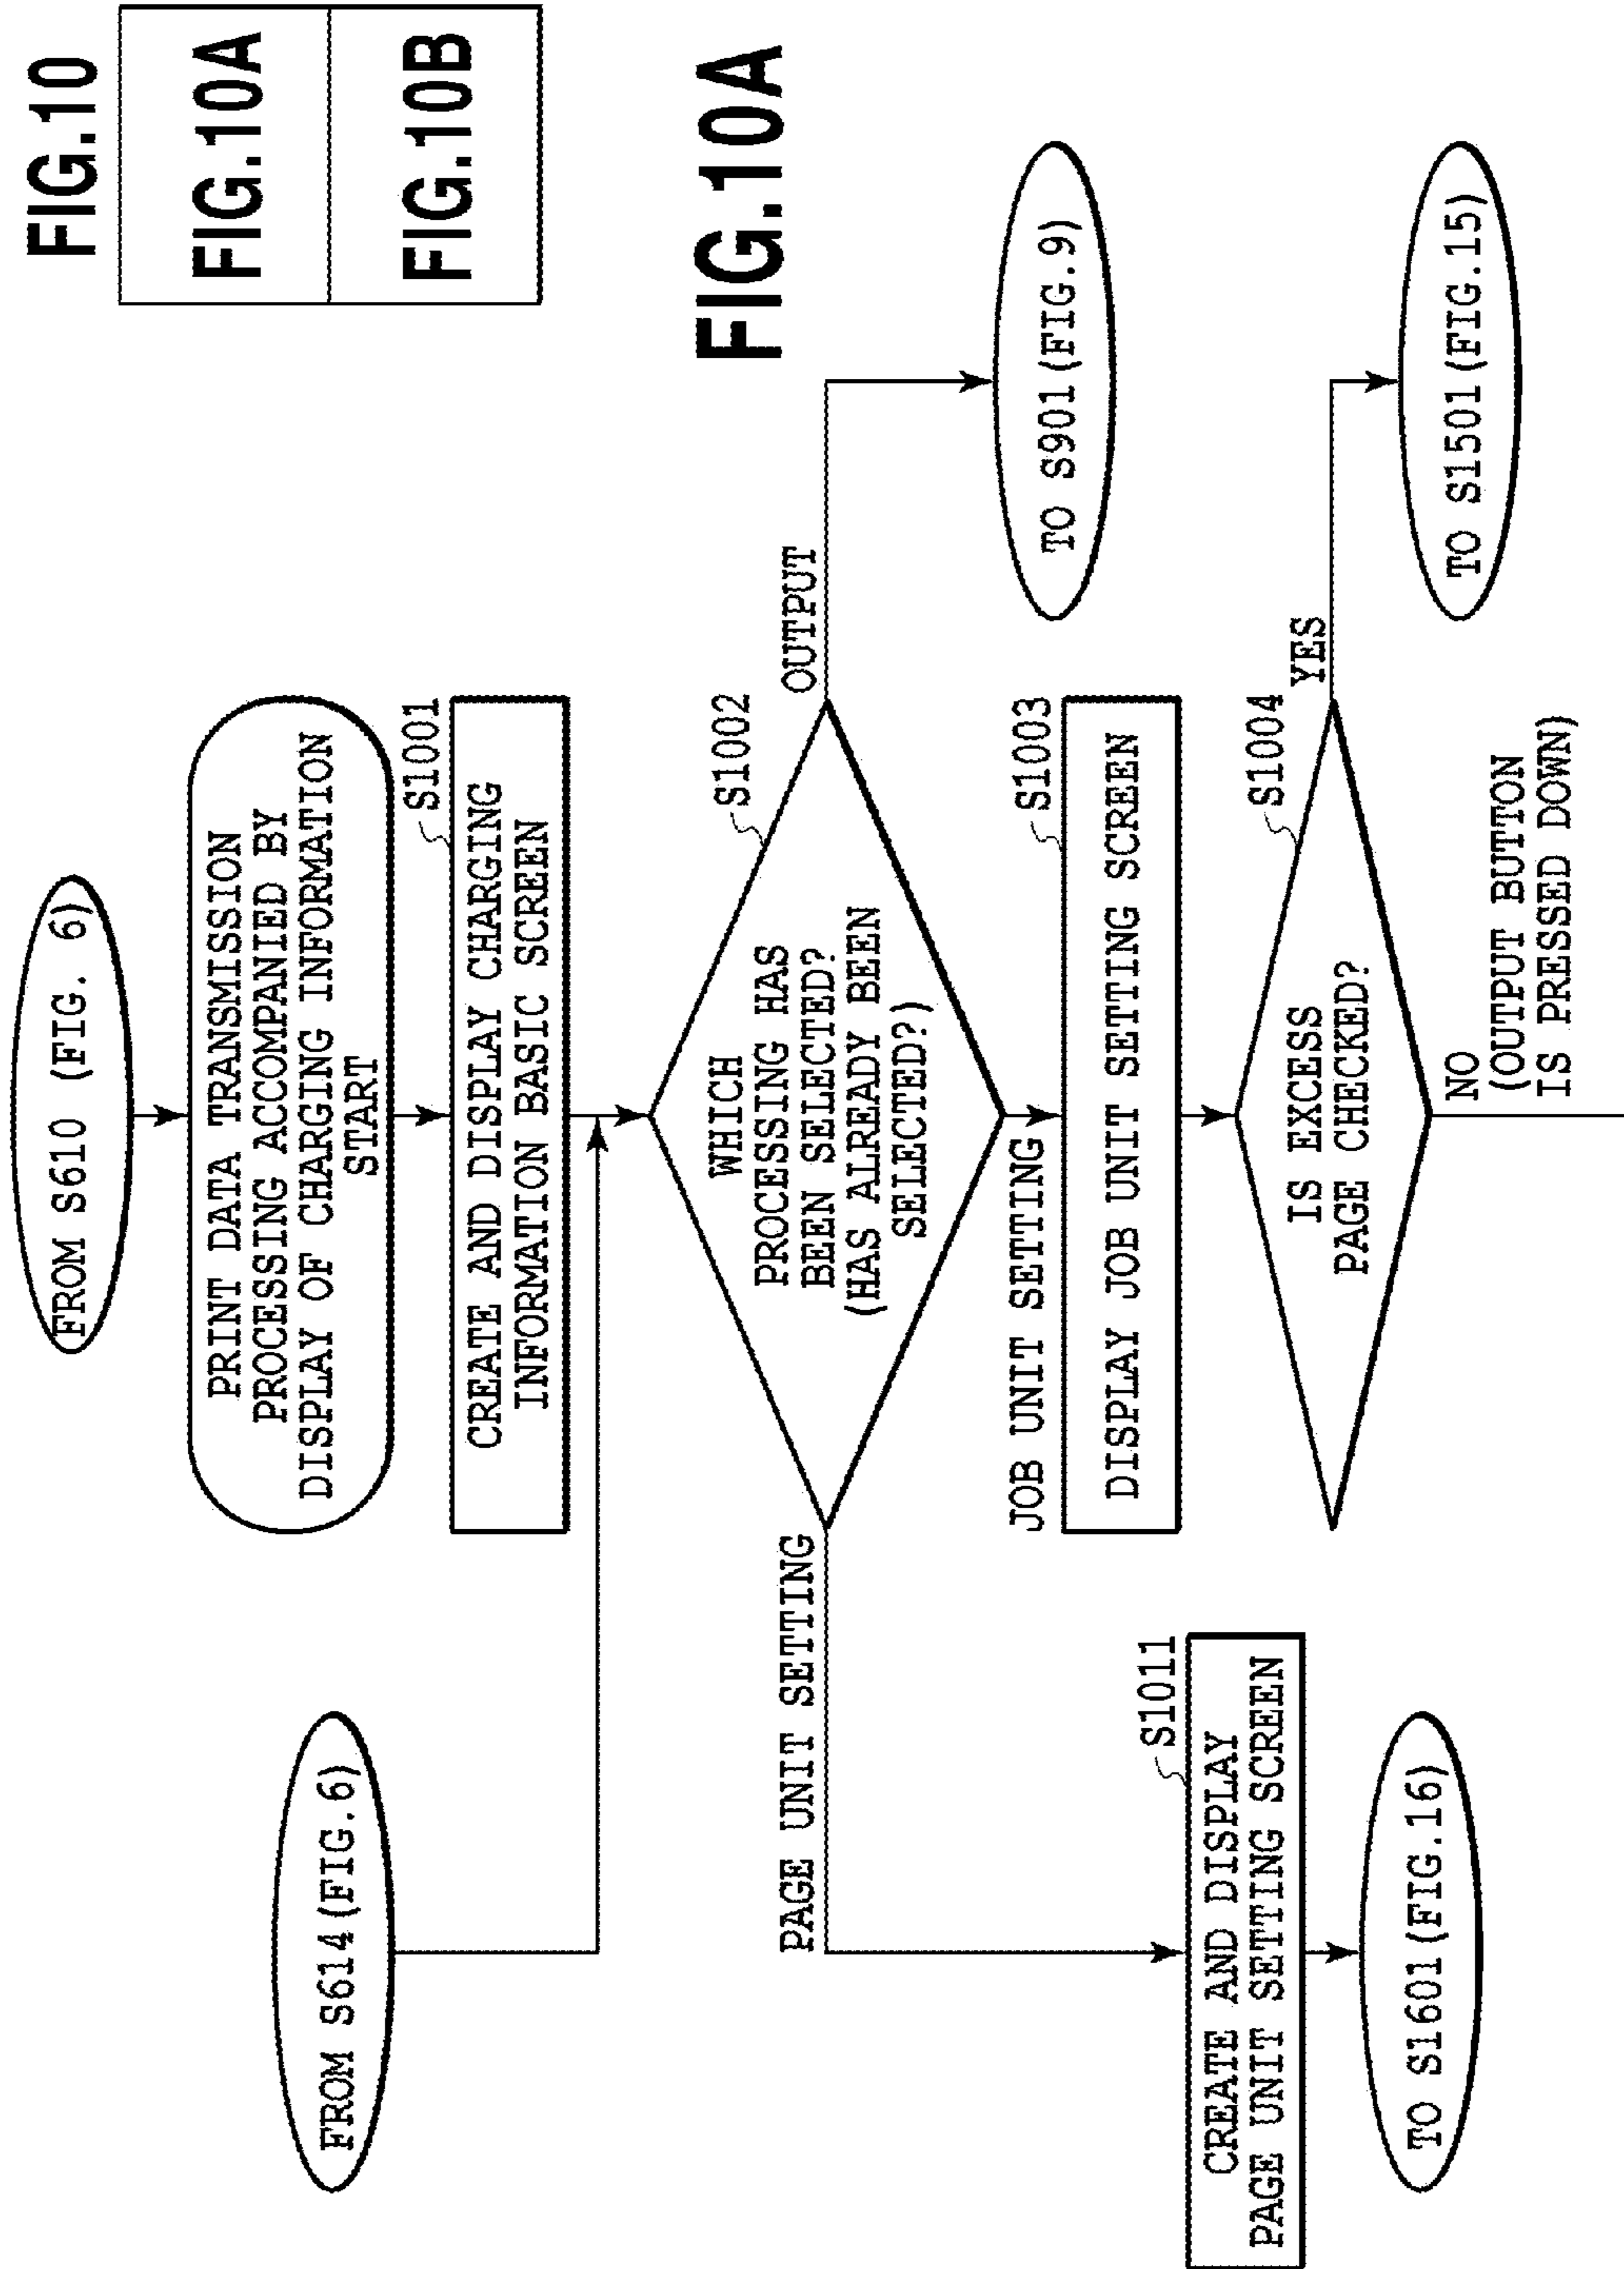 FIG.10
FIG.10A
FIG.10B
FIG.10A
FROM S610 (FIG. 6)
PRINT DATA TRANSMISSION
PROCESSING ACCOMPANIED BY
DISPLAY OF CHARGING INFORMATION
START
S1001
CREATE AND DISPLAY CHARGING
INFORMATION BASIC SCREEN
FROM S614(FIG.6)
S1002
WHICH
PROCESSING HAS
BEEN SELECTED?
(HAS ALREADY BEEN
SELECTED?)
PAGE UNIT SETTING
OUTPUT
TO S901(FIG.9)
JOB UNIT SETTING
S1003
DISPLAY JOB UNIT SETTING SCREEN
S1011
CREATE AND DISPLAY
PAGE UNIT SETTING SCREEN
TO S1601(FIG.16)
S1004
IS EXCESS
PAGE CHECKED?
YES
TO S1501(FIG.15)
NO
(OUTPUT BUTTON
IS PRESSED DOWN)